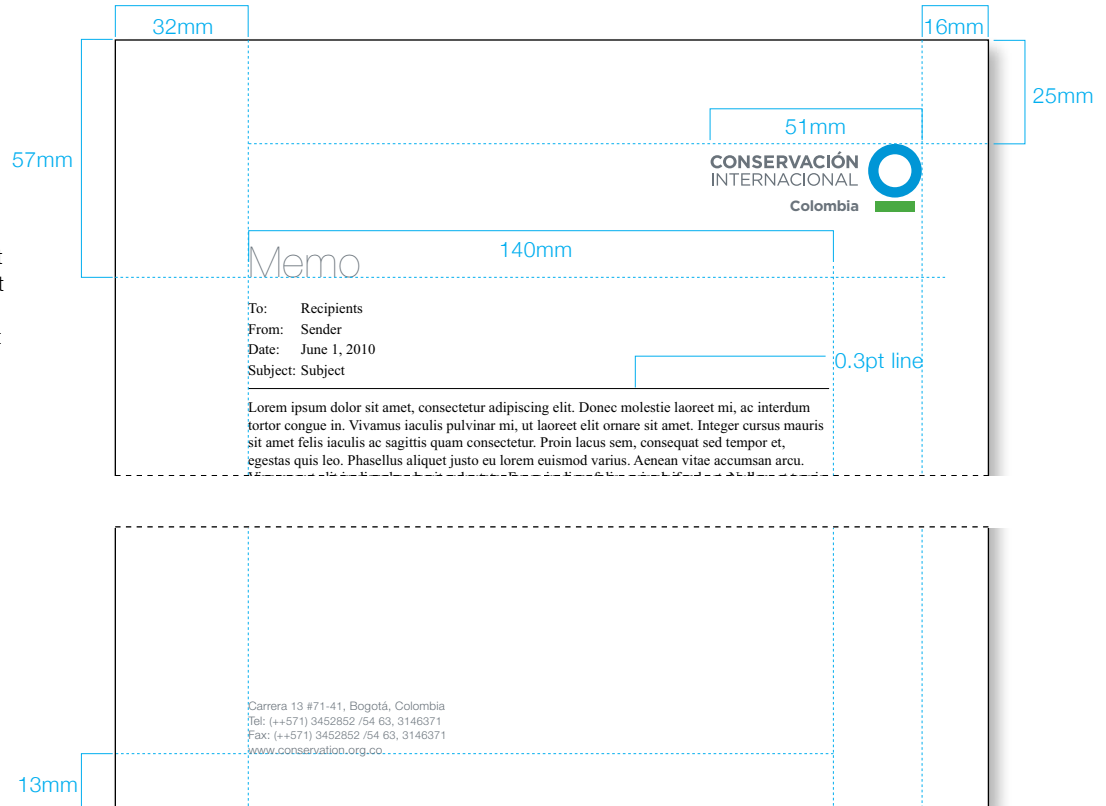 32mm
16mm
25mm
51mm
57mm
CONSERVACIÓN
INTERNACIONAL
Colombia
Memo
140mm
To: Recipients
From: Sender
Date: June 1, 2010
Subject: Subject
0.3pt line
Lorem ipsum dolor sit amet, consectetur adipiscing elit. Donec molestie laoreet mi, ac interdum
tortor congue in. Vivamus iaculis pulvinar mi, ut laoreet elit ornare sit amet. Integer cursus mauris
sit amet felis iaculis ac sagittis quam consectetur. Proin lacus sem, consequat sed tempor et,
egestas quis leo. Phasellus aliquet justo eu lorem euismod varius. Aenean vitae accumsan arcu.
Carrera 13 #71-41, Bogotá, Colombia
Tel: (++571) 3452852 /54 63, 3146371
Fax: (++571) 3452852 /54 63, 3146371
www.conservation.org.co
13mm